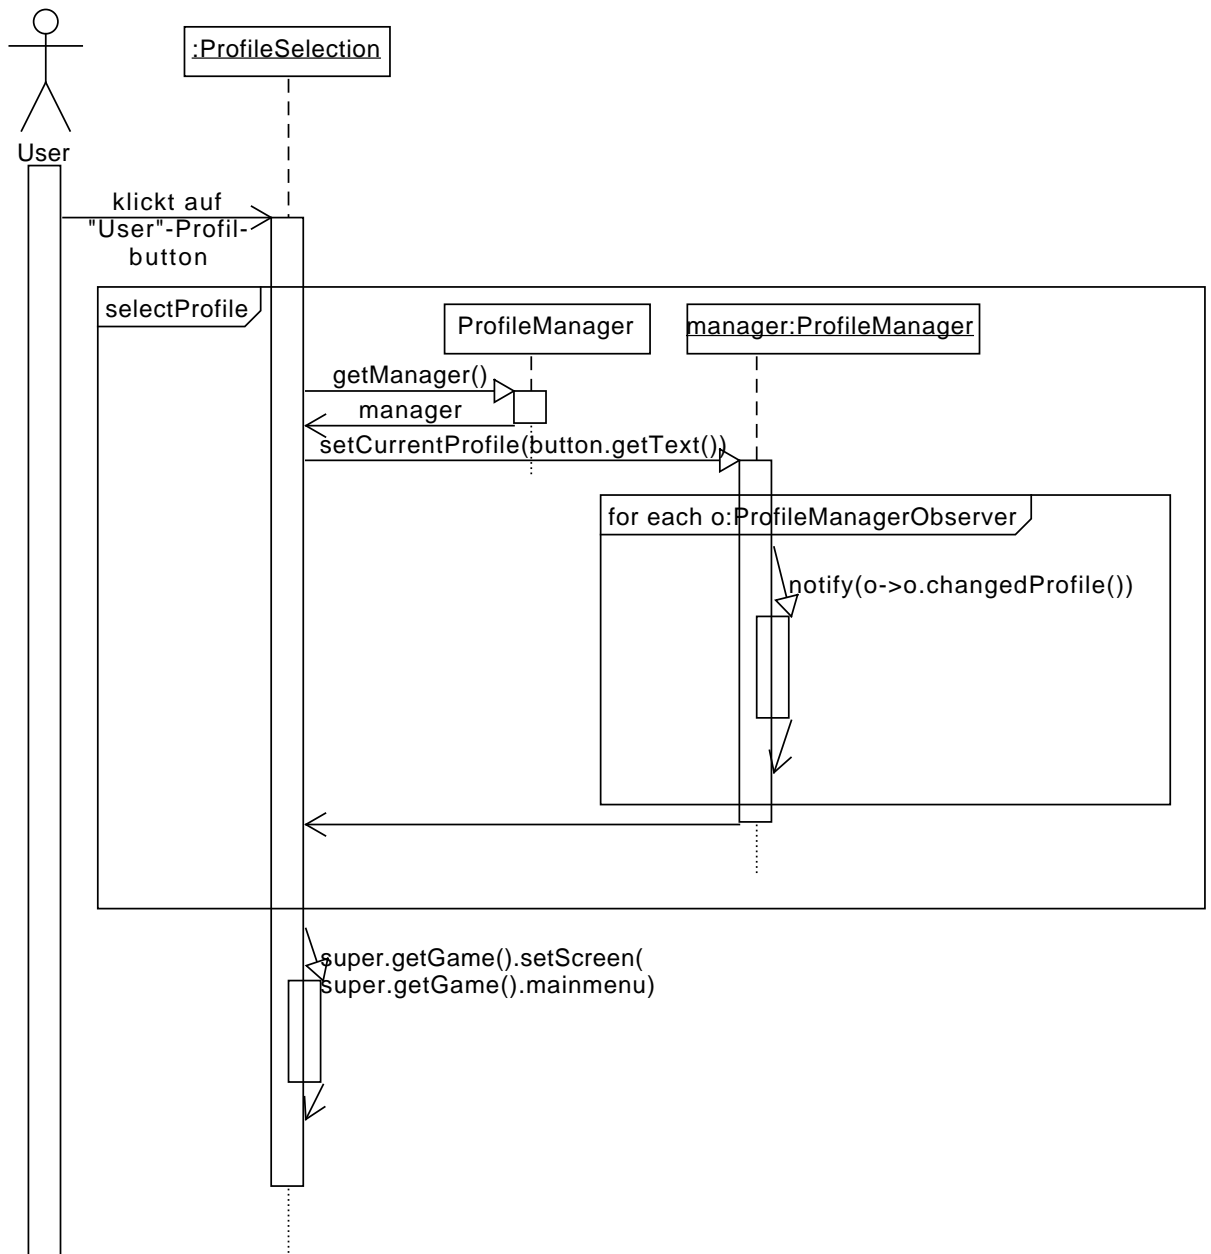 :ProfileSelection
User
klickt auf
"User"-Profil-
button
selectProfile
ProfileManager
manager:ProfileManager
getManager()
manager
setCurrentProfile(button.getText())
for each o:ProfileManagerObserver
notify(o->o.changedProfile())
super.getGame().setScreen(
super.getGame().mainmenu)